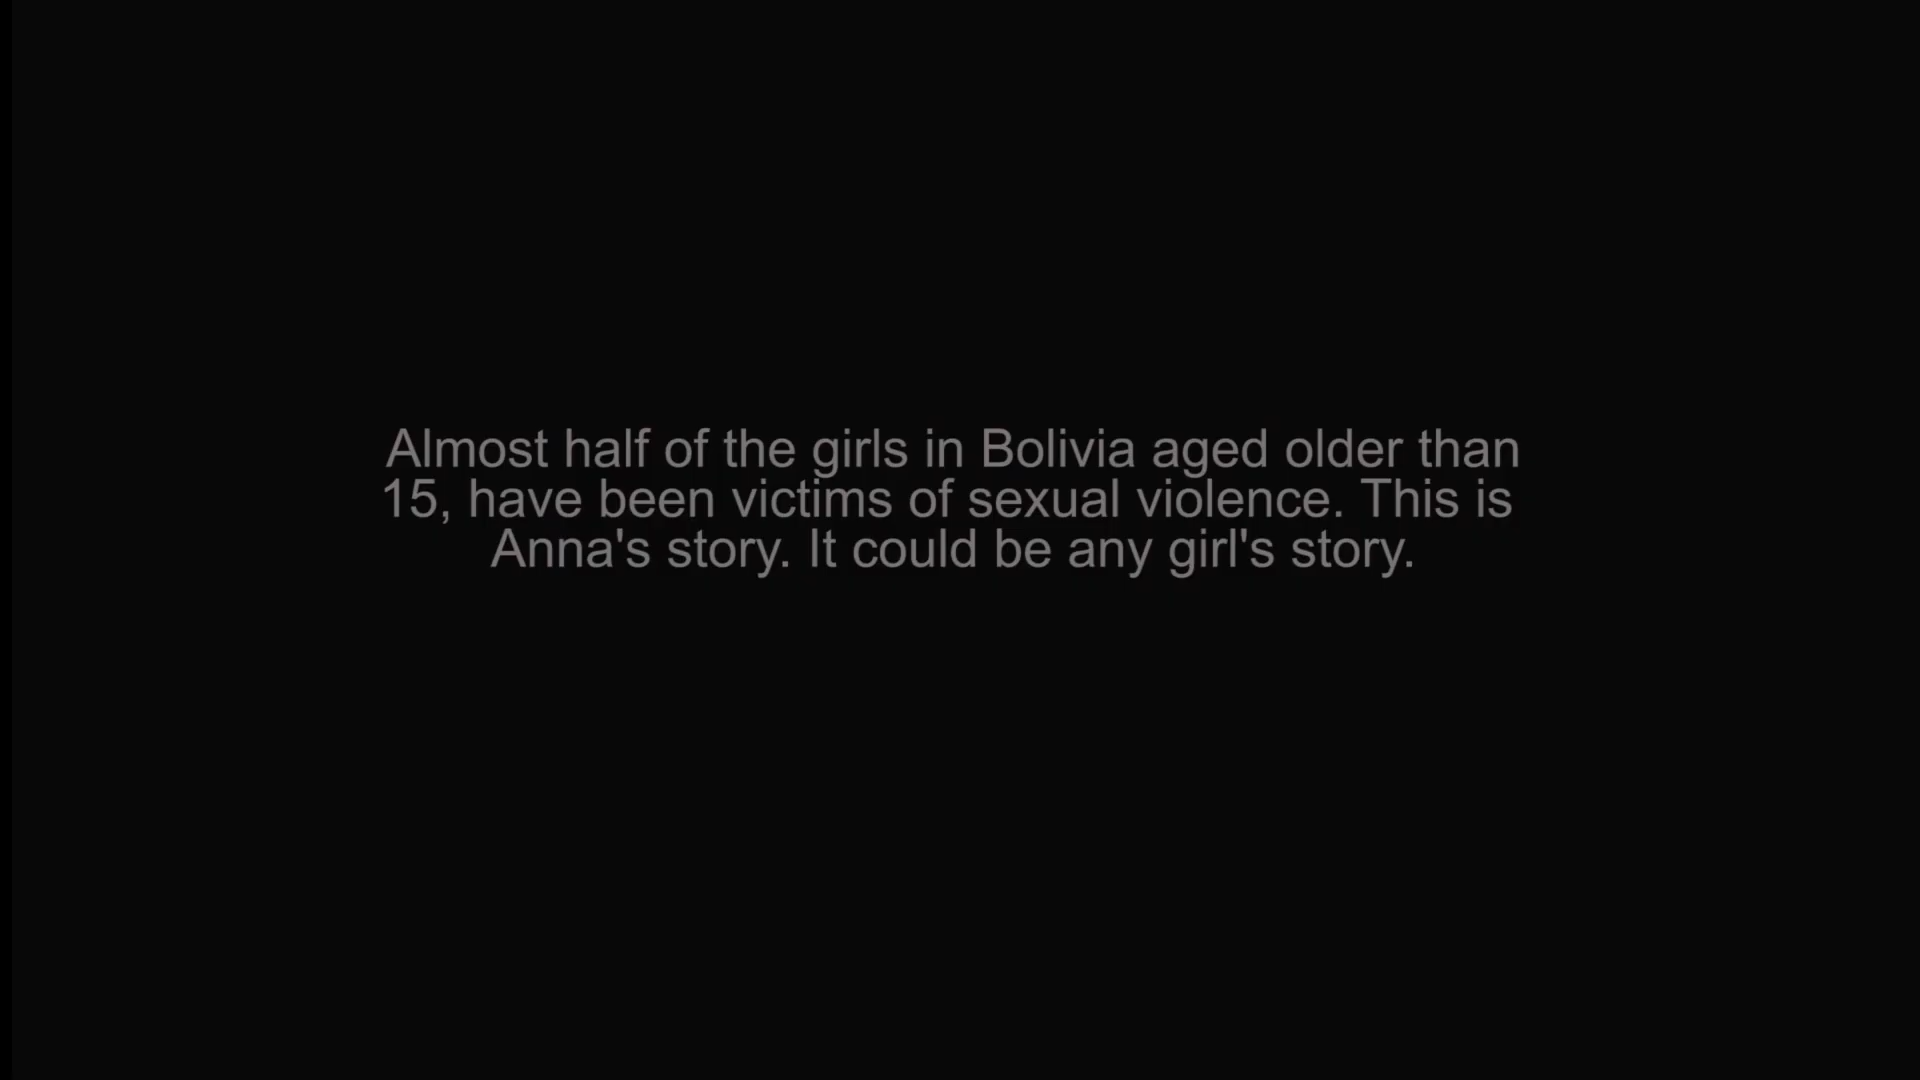 Almost half of the girls in Bolivia aged older than
15, have been victims of sexual violence. This is
Anna's story. It could be any girl's story.